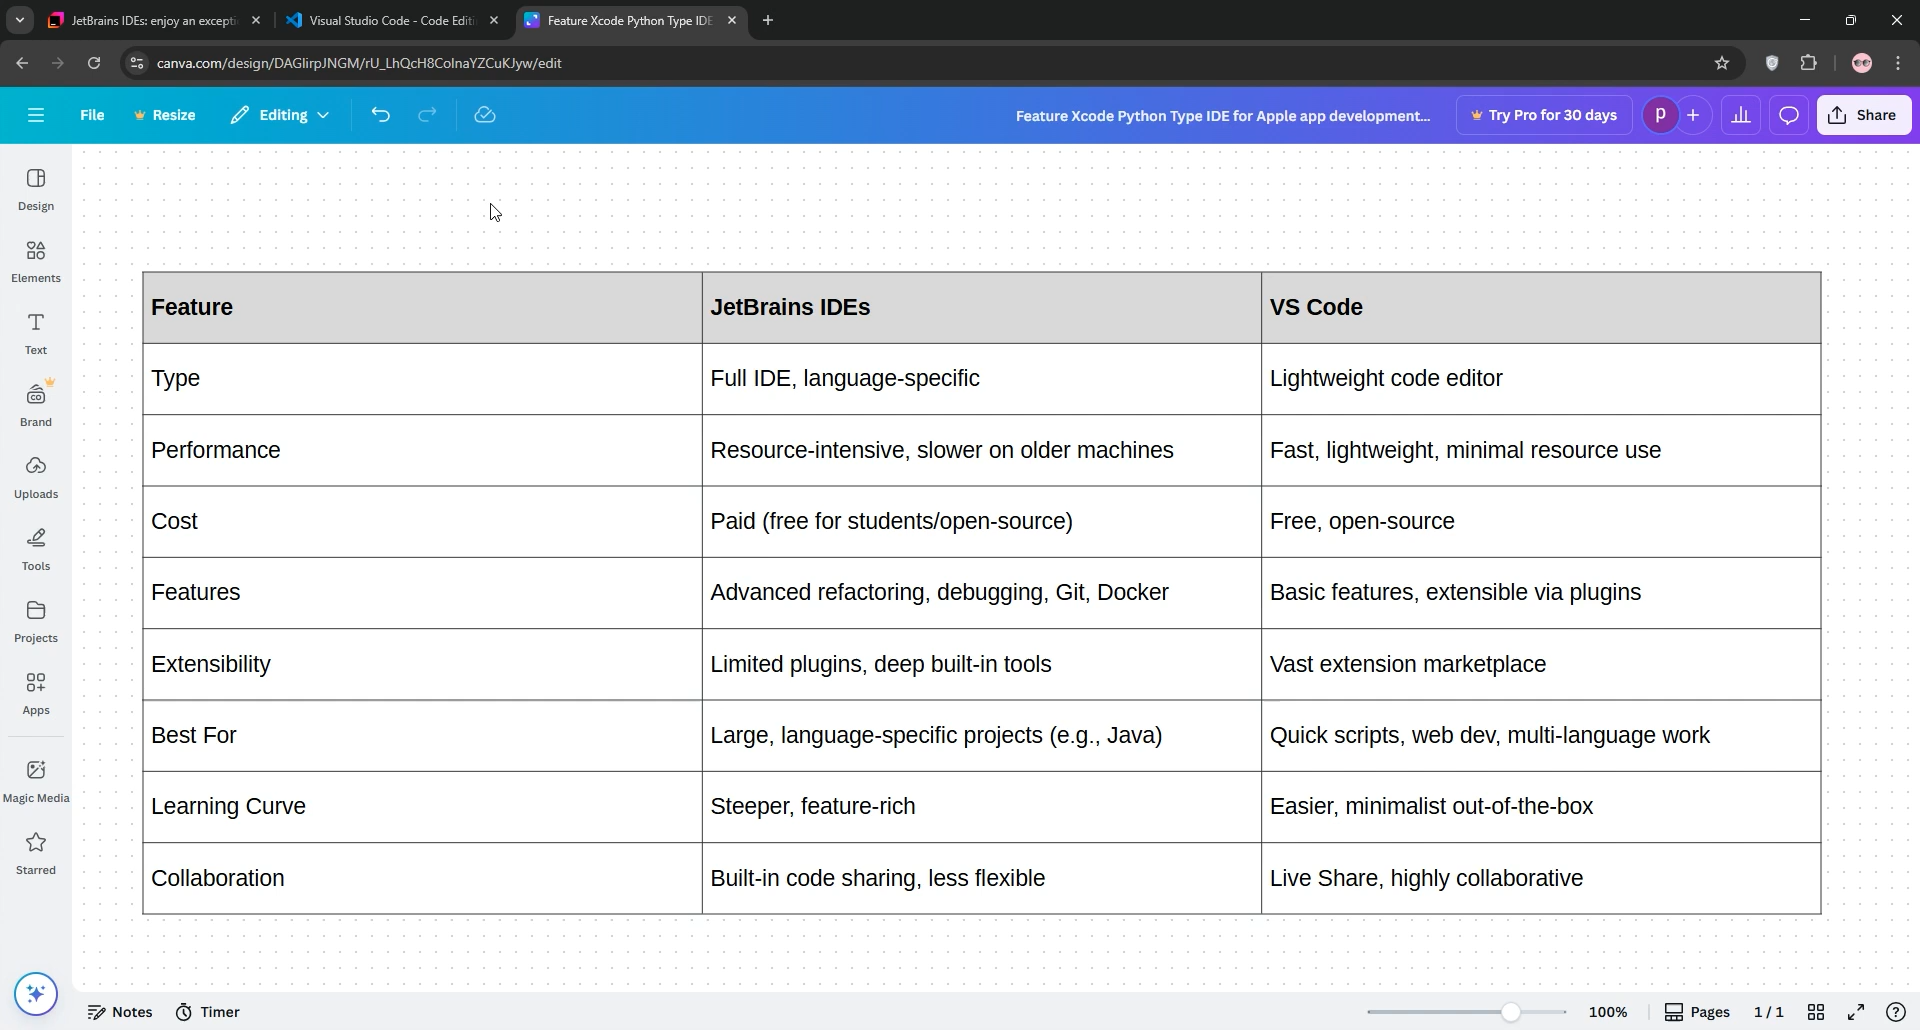 JetBrains IDEs: enjoy an excepti
Visual Studio Code - Code Editi
Feature Xcode Python Type IDE
canva.com/design/DAGlirpJNGM/rU_LhQcH8ColnaYZCuKJyw/edit
File
Resize
Editing
Feature Xcode Python Type IDE for Apple app development...
Try Pro for 30 days
P
Share
Design
Elements
Text
Brand
Uploads
Tools
Projects
Apps
Magic Media
Starred
Feature JetBrains IDEs VS Code
Type Full IDE, language-specific Lightweight code editor
Performance Resource-intensive, slower on older machines Fast, lightweight, minimal resource use
Cost Paid (free for students/open-source) Free, open-source
Features Advanced refactoring, debugging, Git, Docker Basic features, extensible via plugins
Extensibility Limited plugins, deep built-in tools Vast extension marketplace
Best For Large, language-specific projects (e.g., Java) Quick scripts, web dev, multi-language work
Learning Curve Steeper, feature-rich Easier, minimalist out-of-the-box
Collaboration Built-in code sharing, less flexible Live Share, highly collaborative
Notes Timer 100% Pages 1 / 1